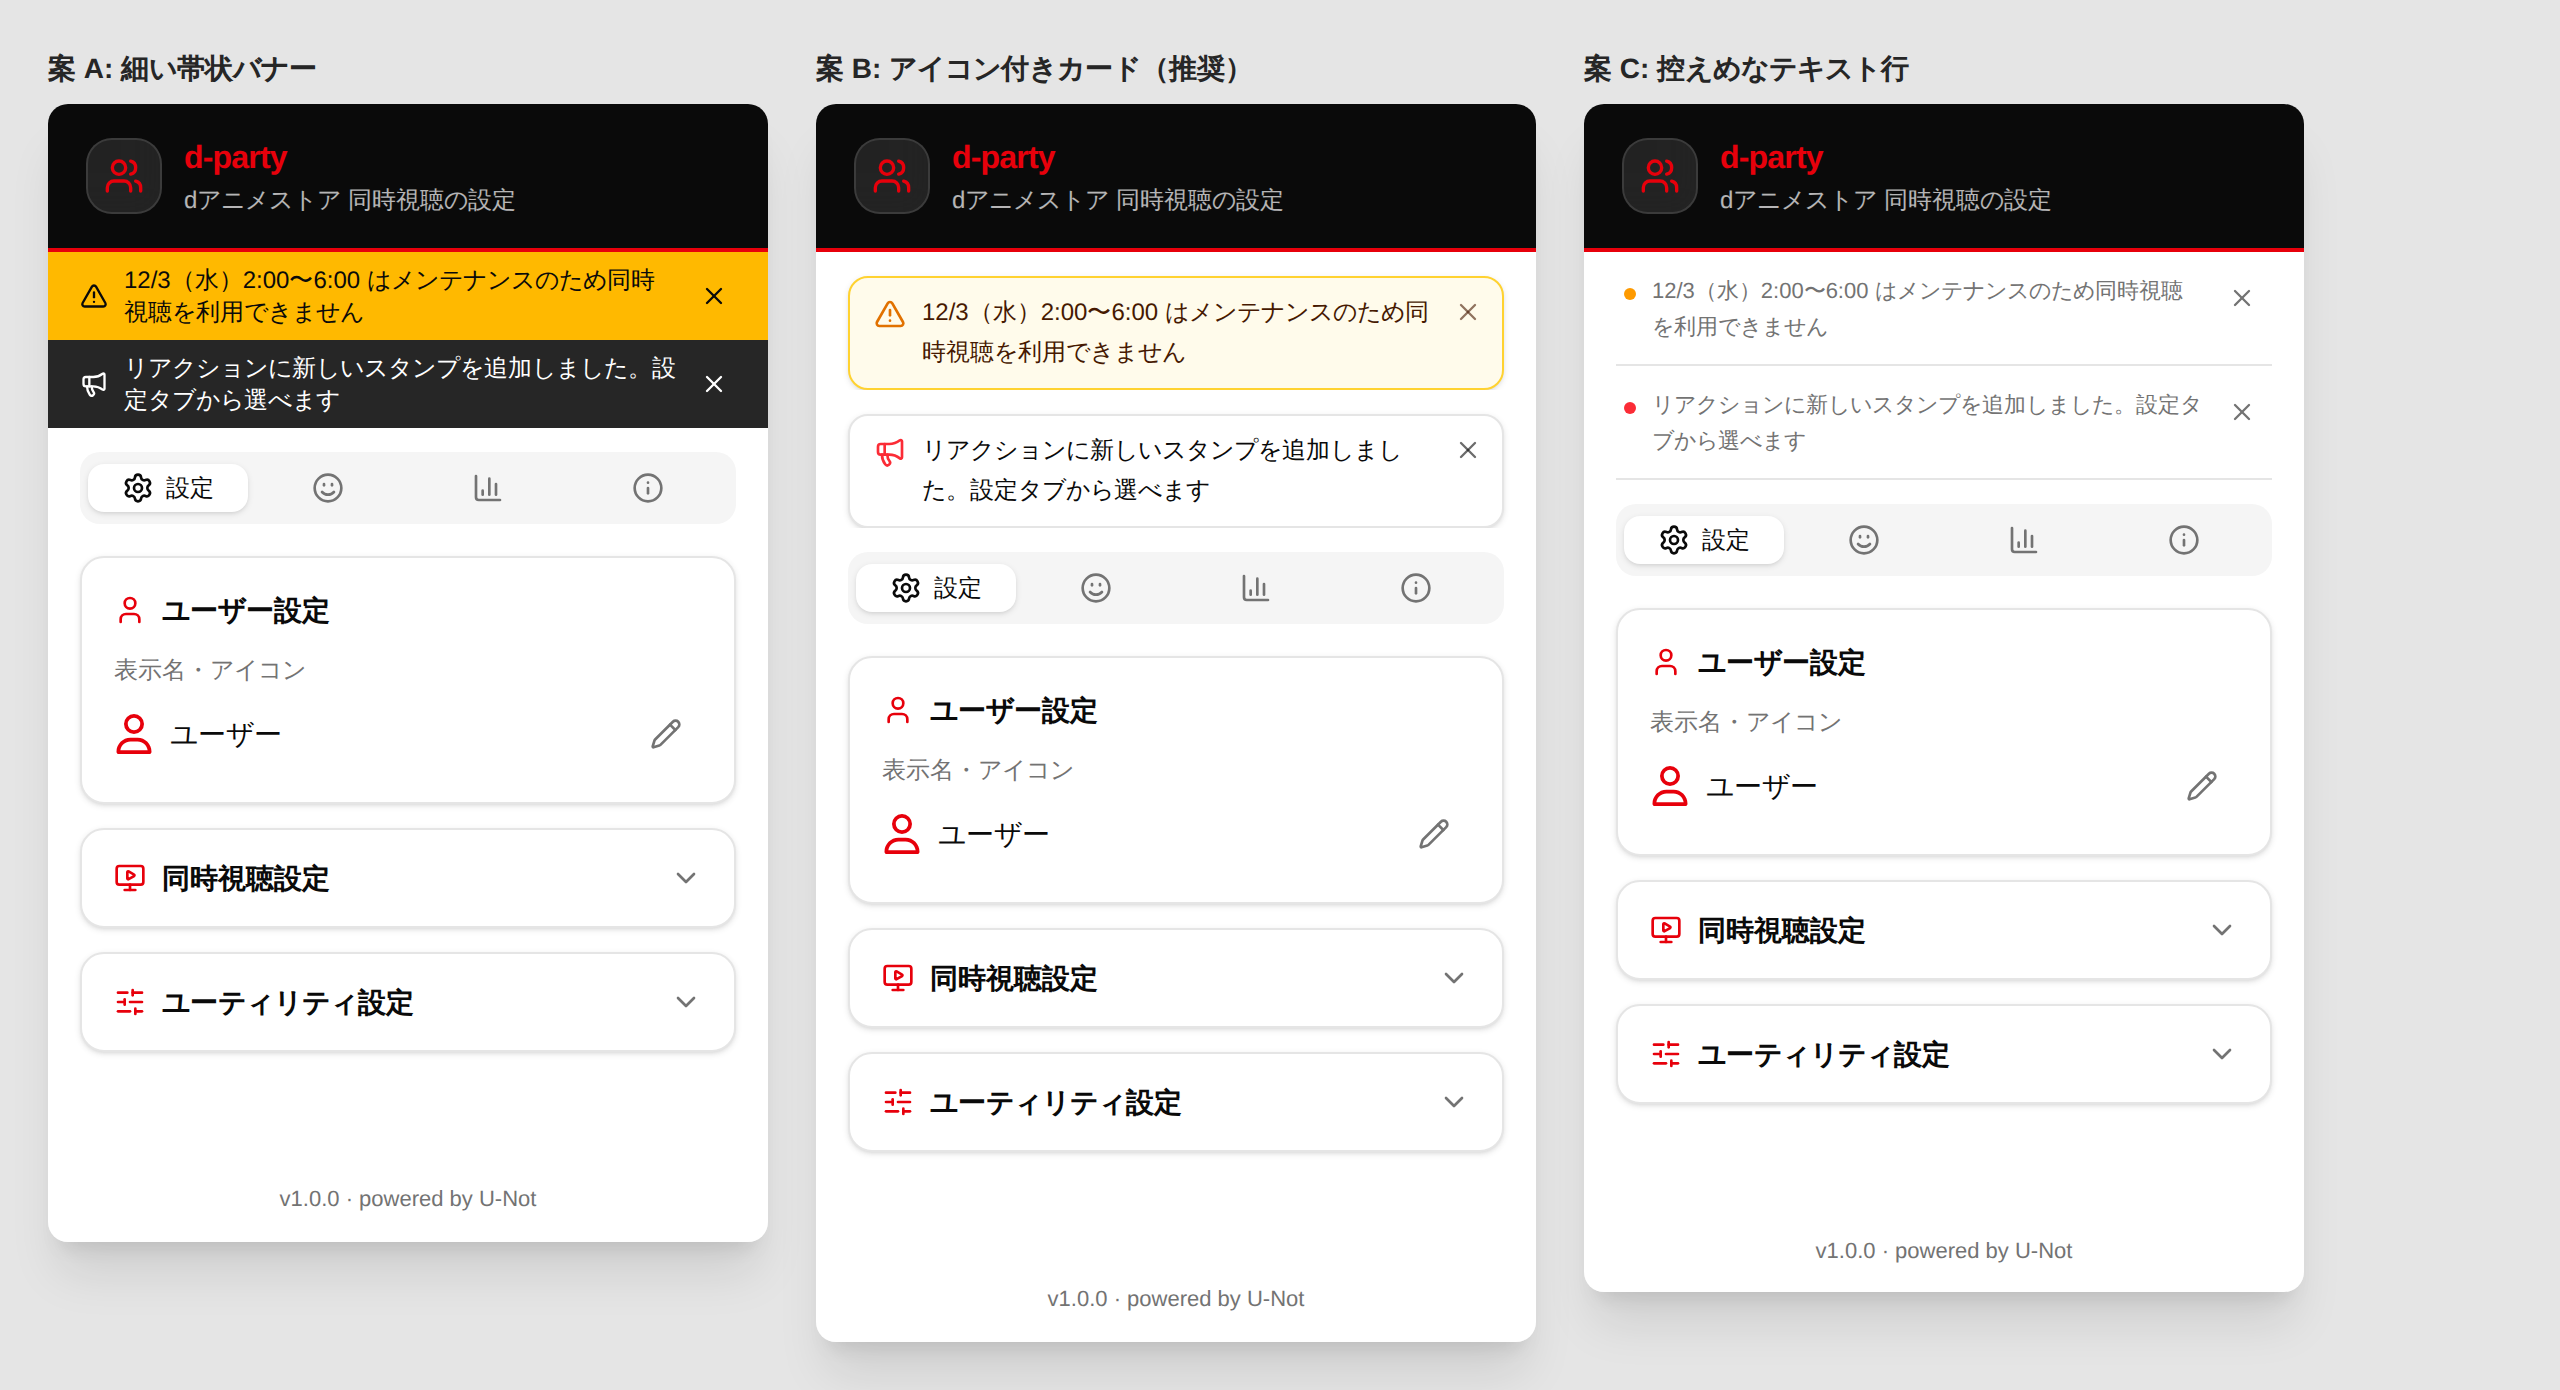 案 A: 細い帯状バナー
d-party
dアニメストア 同時視聴の設定
12/3（水）2:00〜6:00 はメンテナンスのため同時
視聴を利用できません
リアクションに新しいスタンプを追加しました。設
定タブから選べます
設定
ユーザー設定
表示名・アイコン
ユーザー
同時視聴設定
ユーティリティ設定
v1.0.0 · powered by U-Not
案 B: アイコン付きカード（推奨）
d-party
dアニメストア 同時視聴の設定
12/3（水）2:00〜6:00 はメンテナンスのため同
時視聴を利用できません
リアクションに新しいスタンプを追加しまし
た。設定タブから選べます
設定
ユーザー設定
表示名・アイコン
ユーザー
同時視聴設定
ユーティリティ設定
v1.0.0 · powered by U-Not
案 C: 控えめなテキスト行
d-party
dアニメストア 同時視聴の設定
12/3（水）2:00〜6:00 はメンテナンスのため同時視聴
を利用できません
リアクションに新しいスタンプを追加しました。設定タ
ブから選べます
設定
ユーザー設定
表示名・アイコン
ユーザー
同時視聴設定
ユーティリティ設定
v1.0.0 · powered by U-Not